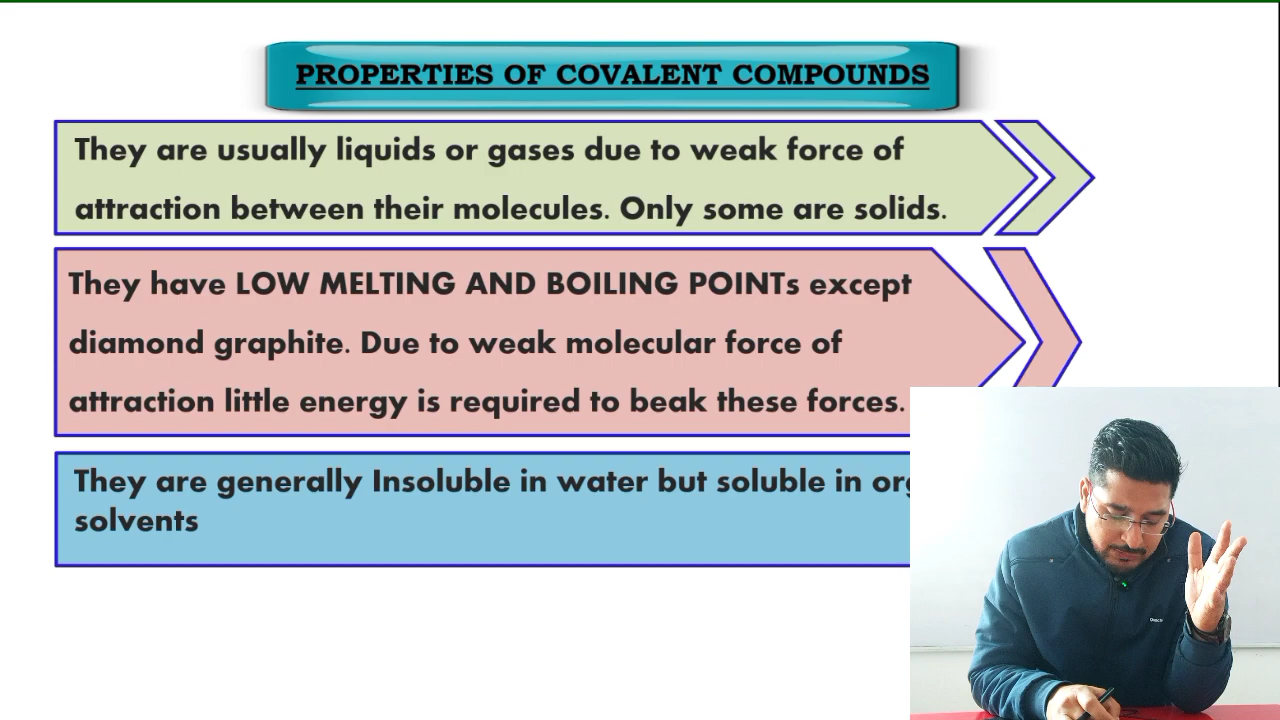 PROPERTIES OF COVALENT COMPOUNDS
They are usually liquids or gases due to weak force of
attraction between their molecules. Only some are solids.
They have LOW MELTING AND BOILING POINTs except
diamond graphite. Due to weak molecular force of
attraction little energy is required to beak these forces.
They are generally Insoluble in water but soluble in
solvents